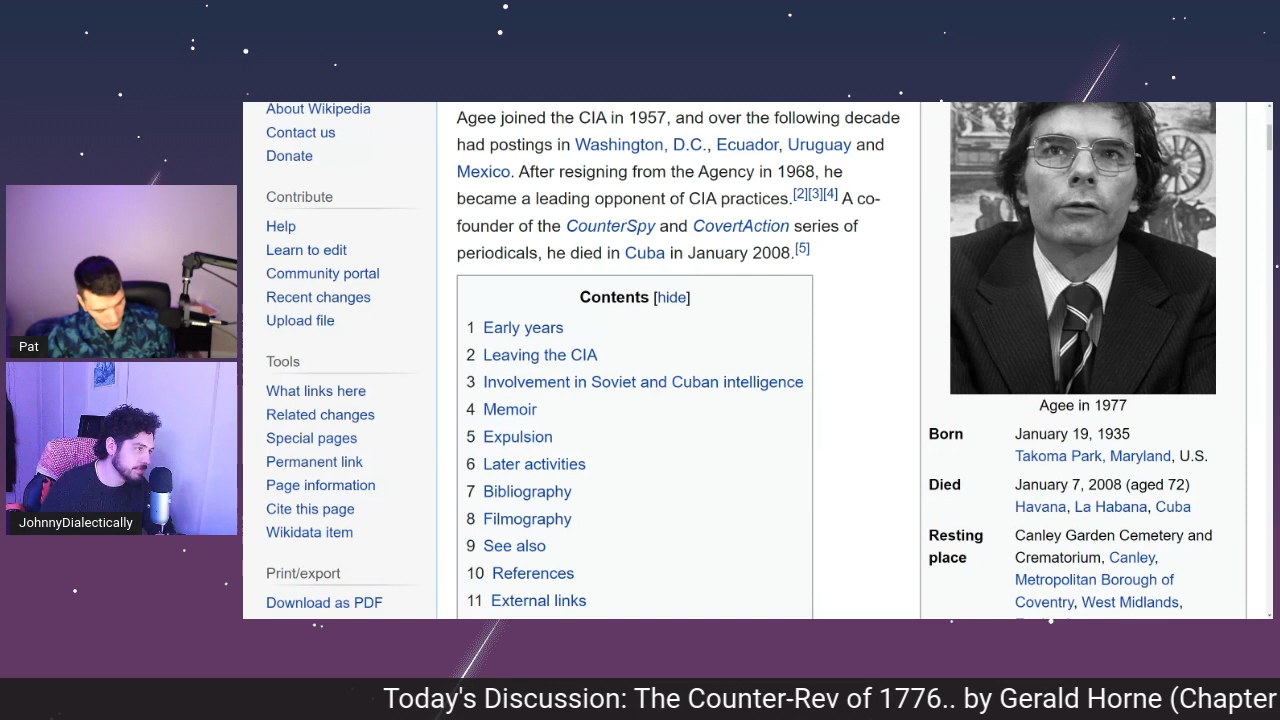 About Wikipedia
Contact us
Donate
Contribute
Help
Learn to edit
Community portal
Recent changes
Upload file
Tools
What links here
Related changes
Special pages
Permanent link
Page information
Cite this page
Wikidata item
Print/export
Download as PDF
Agee joined the CIA in 1957, and over the following decade
had postings in Washington, D.C., Ecuador, Uruguay and
Mexico. After resigning from the Agency in 1968, he
became a leading opponent of CIA practices.[2][3][4] A co-
founder of the CounterSpy and CovertAction series of
periodicals, he died in Cuba in January 2008.[5]
Contents [hide]
1 Early years
2 Leaving the CIA
3 Involvement in Soviet and Cuban intelligence
4 Memoir
5 Expulsion
6 Later activities
7 Bibliography
8 Filmography
9 See also
10 References
11 External links
Agee in 1977
Born January 19, 1935
Takoma Park, Maryland, U.S.
Died January 7, 2008 (aged 72)
Havana, La Habana, Cuba
Resting place Canley Garden Cemetery and
Crematorium, Canley,
Metropolitan Borough of
Coventry, West Midlands,
Pat
JohnnyDialectically
Today's Discussion: The Counter-Rev of 1776.. by Gerald Horne (Chapter